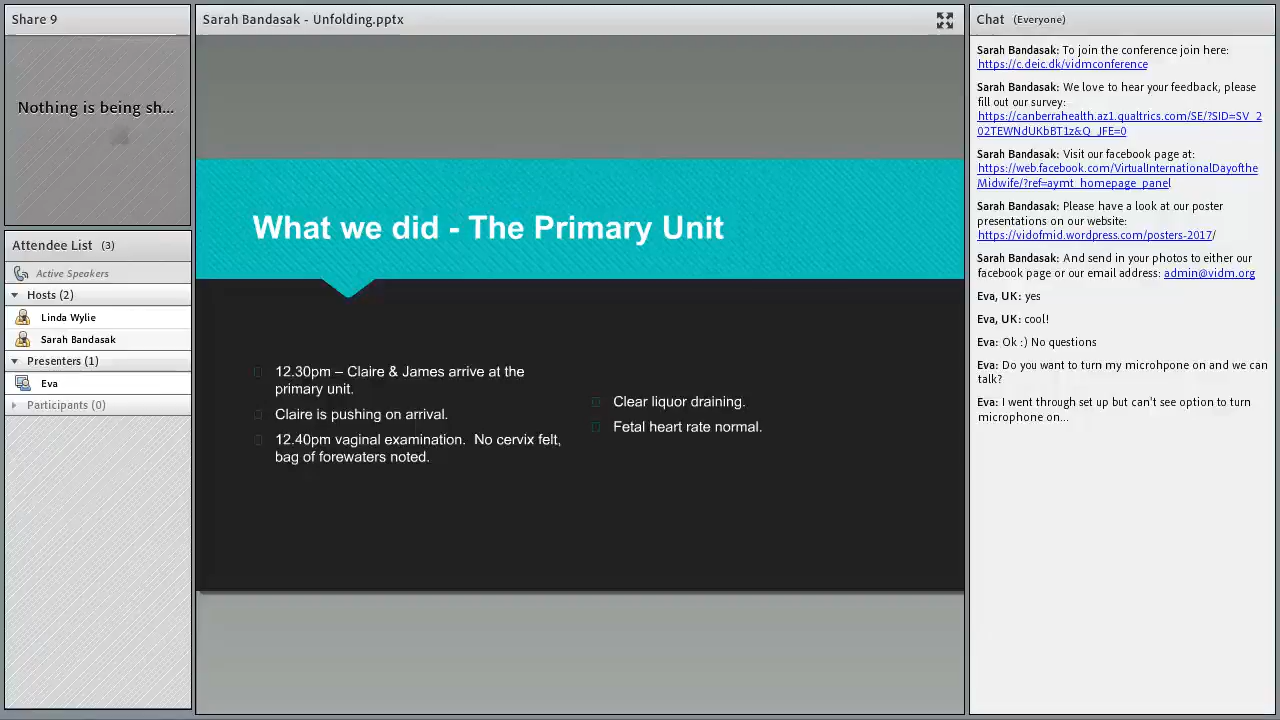 Share 9
Nothing is being sh...
Attendee List (3)
Active Speakers
Hosts (2)
Linda Wylie
Sarah Bandasak
Presenters (1)
Eva
Participants (0)
Sarah Bandasak - Unfolding.pptx
What we did - The Primary Unit
12.30pm – Claire & James arrive at the
primary unit.
Claire is pushing on arrival.
12.40pm vaginal examination. No cervix felt,
bag of forewaters noted.
Clear liquor draining.
Fetal heart rate normal.
Chat (Everyone)
Sarah Bandasak: To join the conference join here:
https://c.deic.dk/vidmconference
Sarah Bandasak: We love to hear your feedback, please
fill out our survey:
https://canberrahealth.az1.qualtrics.com/SE/?SID=SV_2
02TEWNdUKbBT1z&Q_JFE=0
Sarah Bandasak: Visit our facebook page at:
https://web.facebook.com/VirtualInternationalDayofthe
Midwife/?ref=aymt_homepage_panel
Sarah Bandasak: Please have a look at our poster
presentations on our website:
https://vidofmid.wordpress.com/posters-2017/
Sarah Bandasak: And send in your photos to either our
facebook page or our email address: admin@vidm.org
Eva, UK: yes
Eva, UK: cool!
Eva: Ok :) No questions
Eva: Do you want to turn my microhpone on and we can
talk?
Eva: I went through set up but can't see option to turn
microphone on...